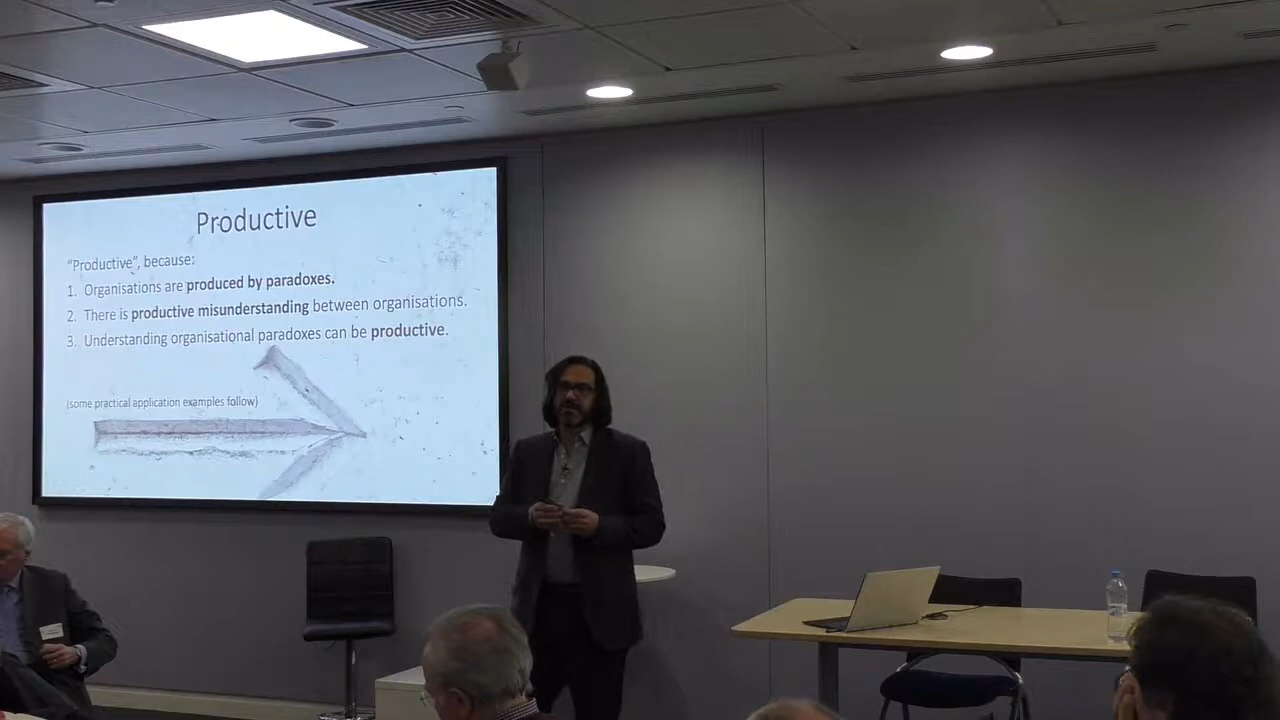 Productive
"Productive", because:
1. Organisations are produced by paradoxes.
2. There is productive misunderstanding between organisations.
3. Understanding organisational paradoxes can be productive.
(some practical application examples follow)